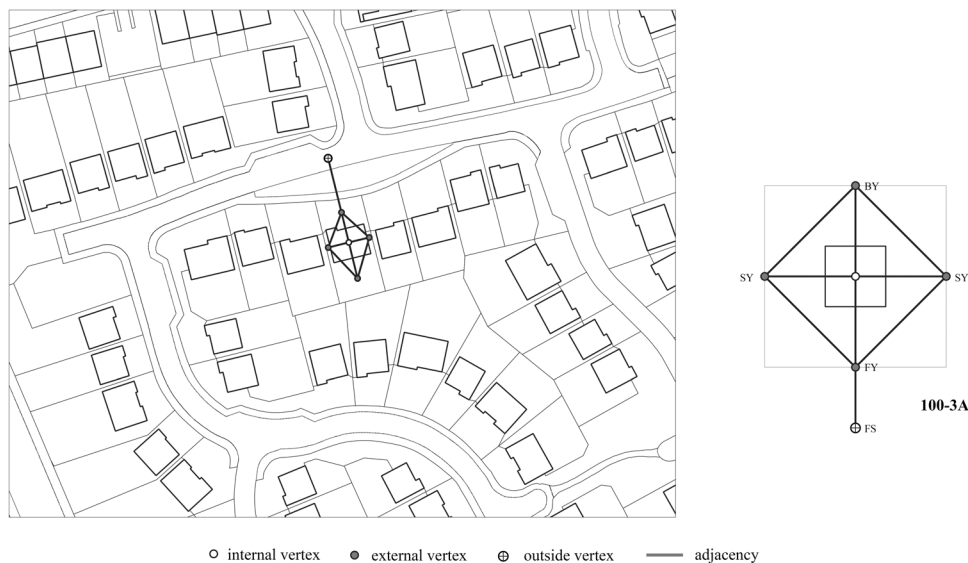 BY
SY
SY
FY
100-3A
FS
internal vertex
external vertex
outside vertex
adjacency